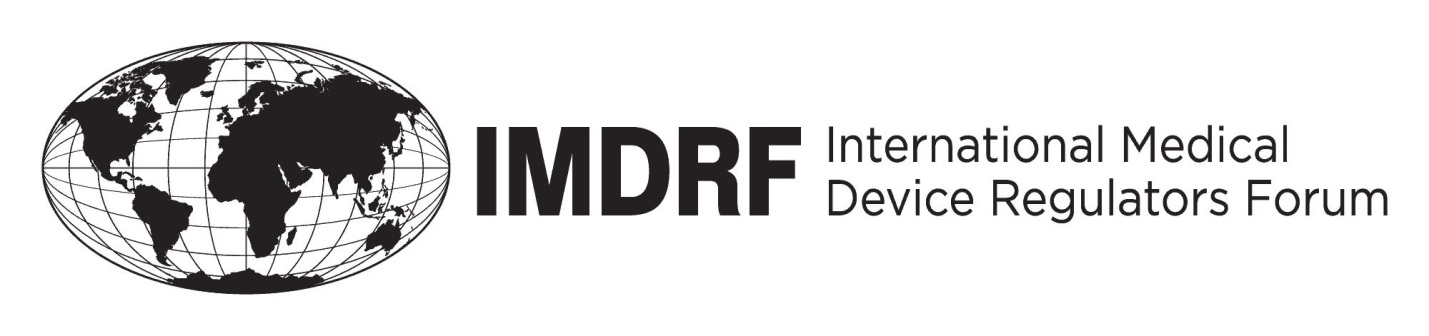 IMDRF
International Medical
Device Regulators Forum